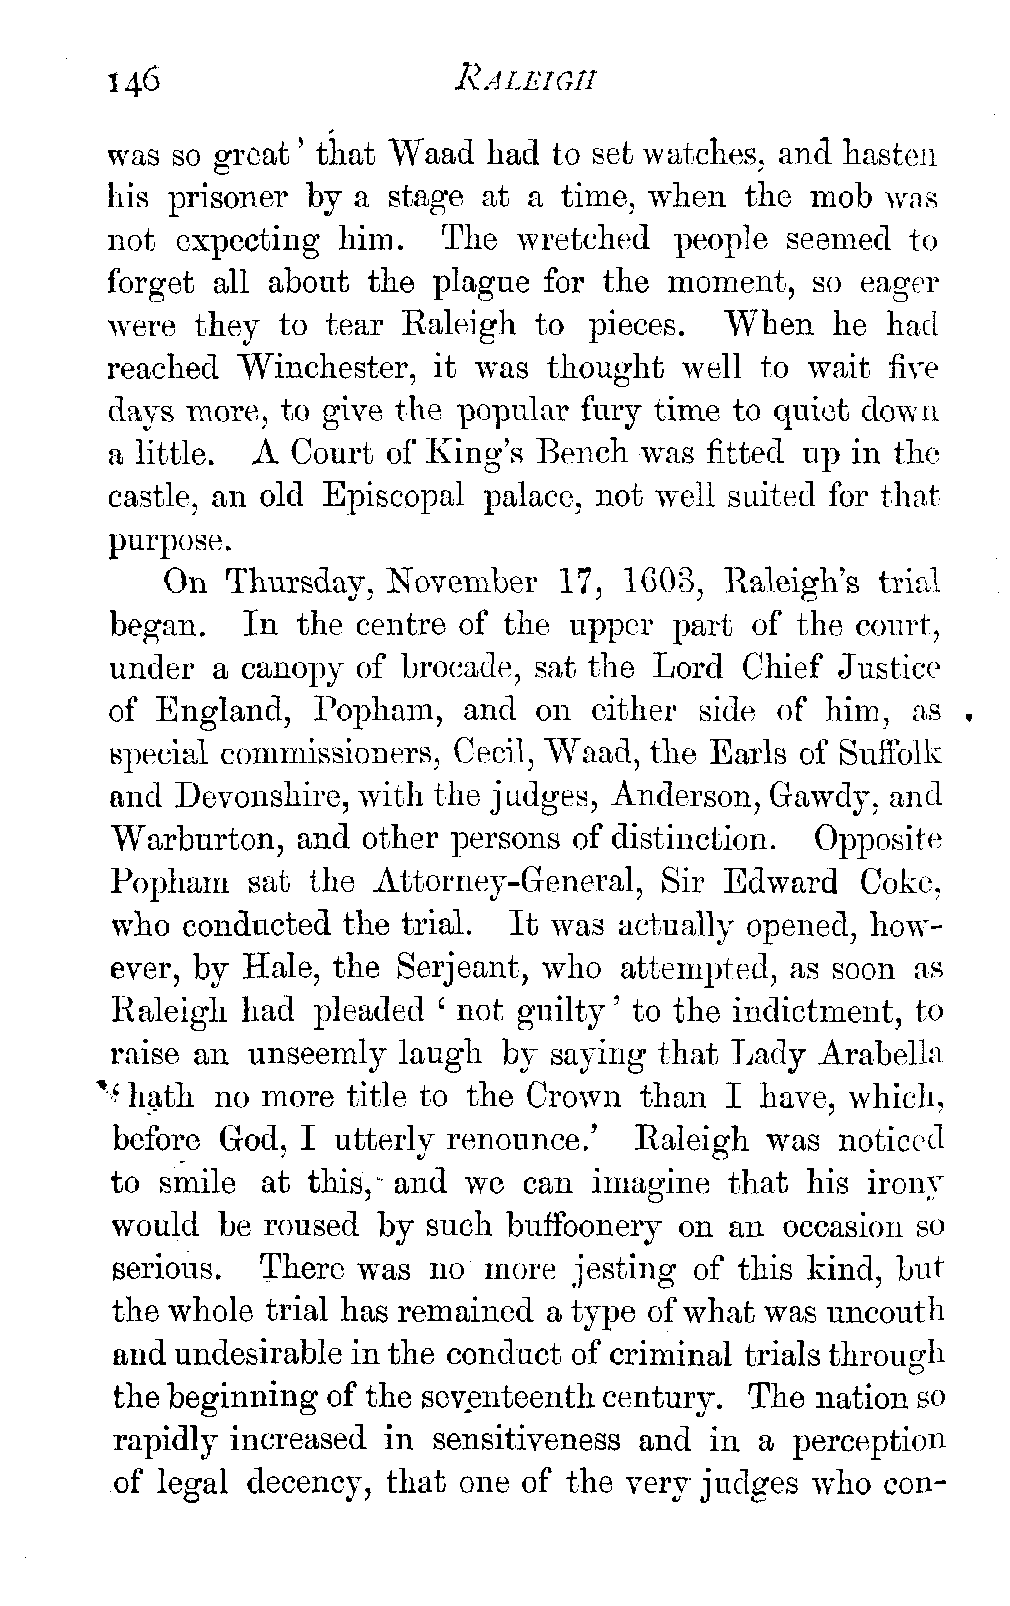 146 RALEIGH
was so great’ that Waad had to set watches, and hasten
his prisoner by a stage at a time, when the mob was
not expecting him. The wretched people seemed to
forget all about the plague for the moment, so eager
were they to tear Raleigh to pieces. When he had
reached Winchester, it was thought well to wait five
days more, to give the popular fury time to quiet down
a little. A Court of King's Bench was fitted up in the
castle, an old Episcopal palace, not well suited for that
purpose.
On Thursday, November 17, 1603, Raleigh's trial
began. In the centre of the upper part of the court,
under a canopy of brocade, sat the Lord Chief Justice
of England, Popham, and on either side of him, as
special commissioners, Cecil, Waad, the Earls of Suffolk
and Devonshire, with the judges, Anderson, Gawdy, and
Warburton, and other persons of distinction. Opposite
Popham sat the Attorney-General, Sir Edward Coke,
who conducted the trial. It was actually opened, how-
ever, by Hale, the Serjeant, who attempted, as soon as
Raleigh had pleaded ‘not guilty’ to the indictment, to
raise an unseemly laugh by saying that Lady Arabella
‘hath no more title to the Crown than I have, which,
before God, I utterly renounce.’ Raleigh was noticed
to smile at this, and we can imagine that his irony
would be roused by such buffoonery on an occasion so
serious. There was no more jesting of this kind, but
the whole trial has remained a type of what was uncouth
and undesirable in the conduct of criminal trials through
the beginning of the seventeenth century. The nation so
rapidly increased in sensitiveness and in a perception
of legal decency, that one of the very judges who con-